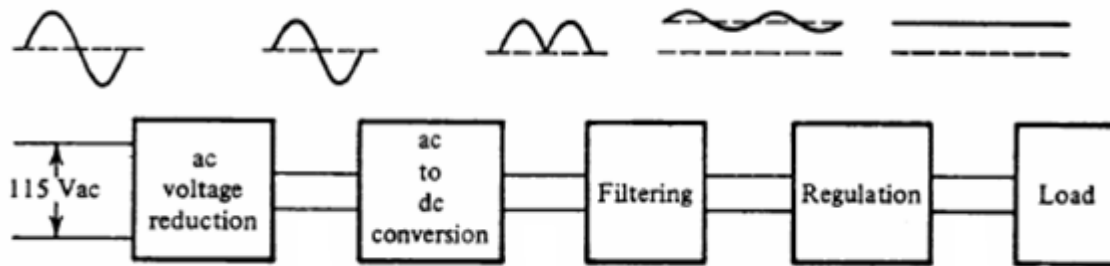 115 Vac
ac
voltage
reduction
ac
to
dc
conversion
Filtering
Regulation
Load